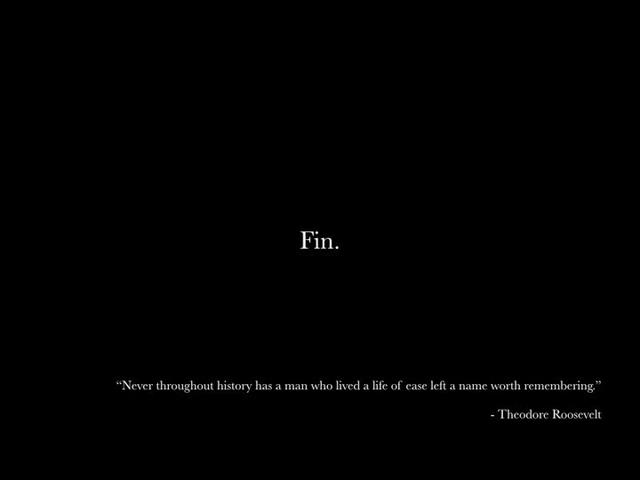 Fin.
“Never throughout history has a man who lived a life of ease left a name worth remembering.”
- Theodore Roosevelt